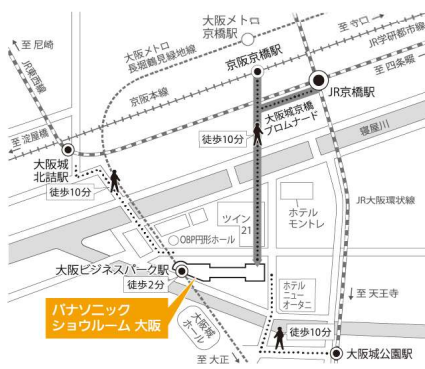 大阪メトロ
京橋駅
至 寺口
JR学研都市線
至 尼崎
大阪メトロ
長堀鶴見緑地線
京阪京橋駅
至 四条畷
JR東西線
京阪本線
JR京橋駅
大阪城京橋
プロムナード
至 淀屋橋
徒歩10分
寝屋川
大阪城
北詰駅
徒歩10分
JR大阪環状線
ツイン
21
ホテル
モントレ
OBP円形ホール
大阪ビジネスパーク駅
徒歩2分
ホテル
ニュー
オータニ
至 天王寺
パナソニック
ショウルーム 大阪
大阪城
ホール
徒歩10分
大阪城公園駅
至 大正